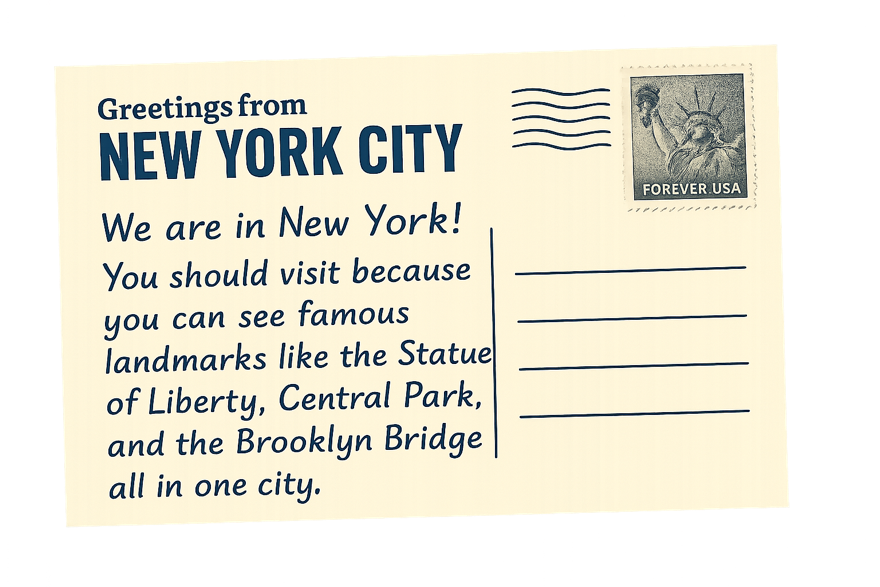 Greetings from
NEW YORK CITY
We are in New York!
You should visit because
you can see famous
landmarks like the Statue
of Liberty, Central Park,
and the Brooklyn Bridge
all in one city.
FOREVER USA